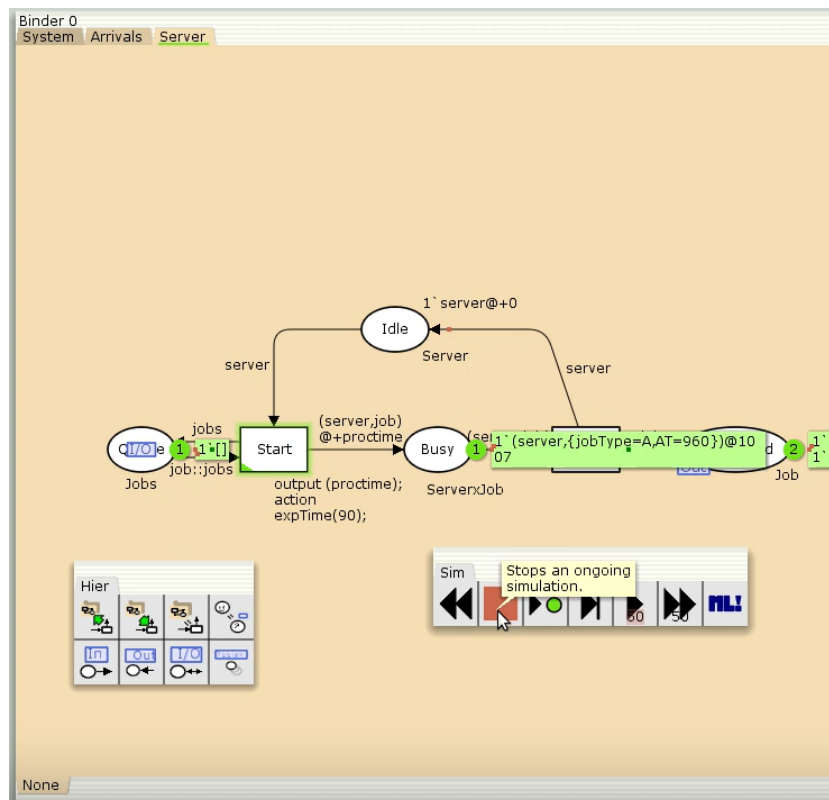 Binder 0
System Arrivals Server
1`server@+0
Idle
Server
server
server
jobs
(server,job)
@+proctime
I/O
1
1`[]
Start
Busy
1
1`(server,{jobType=A,AT=960})@10
07
2
1`
1`
job::jobs
Jobs
ServerxJob
Out
Job
output (proctime);
action
expTime(90);
Hier
In Out I/O
Sim
Stops an ongoing
simulation.
50 50 ML!
None